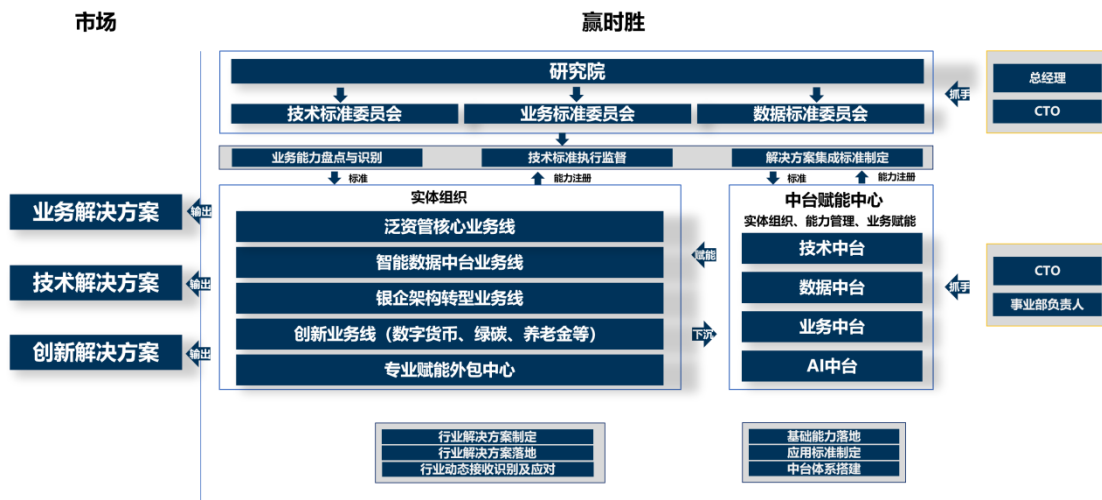 市场
赢时胜
研究院
技术标准委员会
业务标准委员会
数据标准委员会
抓手
总经理
CTO
业务能力盘点与识别
技术标准执行监督
解决方案集成标准制定
标准
能力注册
标准
能力注册
业务解决方案
输出
技术解决方案
输出
创新解决方案
输出
实体组织
泛资管核心业务线
智能数据中台业务线
银企架构转型业务线
创新业务线（数字货币、绿碳、养老金等）
专业赋能外包中心
赋能
下沉
中台赋能中心
实体组织、能力管理、业务赋能
技术中台
数据中台
业务中台
AI中台
抓手
CTO
事业部负责人
行业解决方案制定
行业解决方案落地
行业动态接收识别及应对
基础能力落地
应用标准制定
中台体系搭建